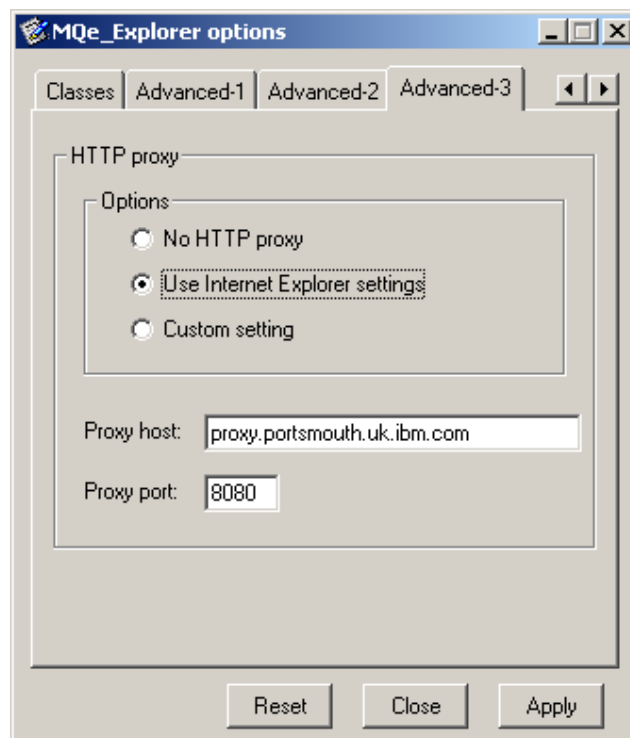 MQe_Explorer options
Classes Advanced-1 Advanced-2 Advanced-3
HTTP proxy
Options
No HTTP proxy
Use Internet Explorer settings
Custom setting
Proxy host: proxy.portsmouth.uk.ibm.com
Proxy port: 8080
Reset Close Apply